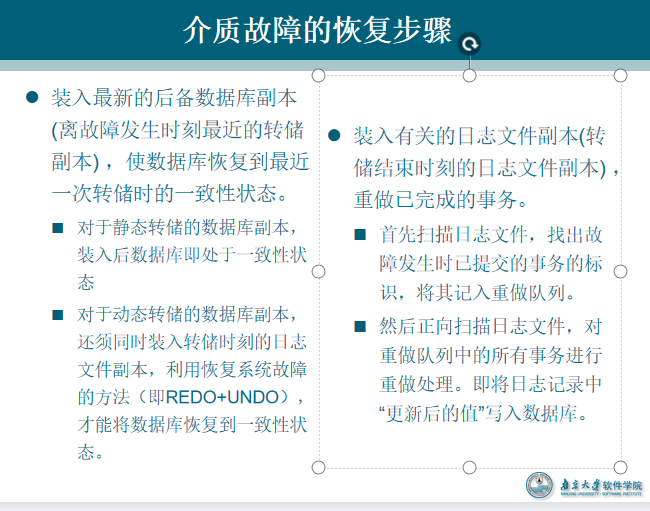 介质故障的恢复步骤
装入最新的后备数据库副本
(离故障发生时刻最近的转储
副本) ，使数据库恢复到最近
一次转储时的一致性状态。
对于静态转储的数据库副本，
装入后数据库即处于一致性状
态
对于动态转储的数据库副本，
还须同时装入转储时刻的日志
文件副本，利用恢复系统故障
的方法（即REDO+UNDO），
才能将数据库恢复到一致性状
态。
装入有关的日志文件副本(转
储结束时刻的日志文件副本) ，
重做已完成的事务。
首先扫描日志文件，找出故
障发生时已提交的事务的标
识，将其记入重做队列。
然后正向扫描日志文件，对
重做队列中的所有事务进行
重做处理。即将日志记录中
“更新后的值”写入数据库。
南京大学软件学院
NANJING UNIVERSITY · SOFTWARE INSTITUTE